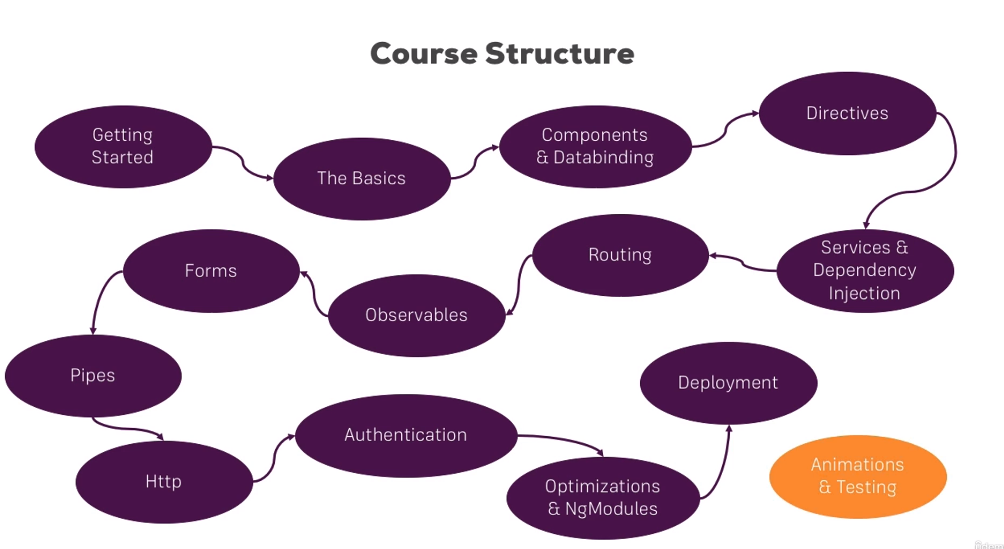 Course Structure
Getting
Started
The Basics
Components
& Databinding
Directives
Services &
Dependency
Injection
Routing
Observables
Forms
Pipes
Http
Authentication
Optimizations
& NgModules
Deployment
Animations
& Testing